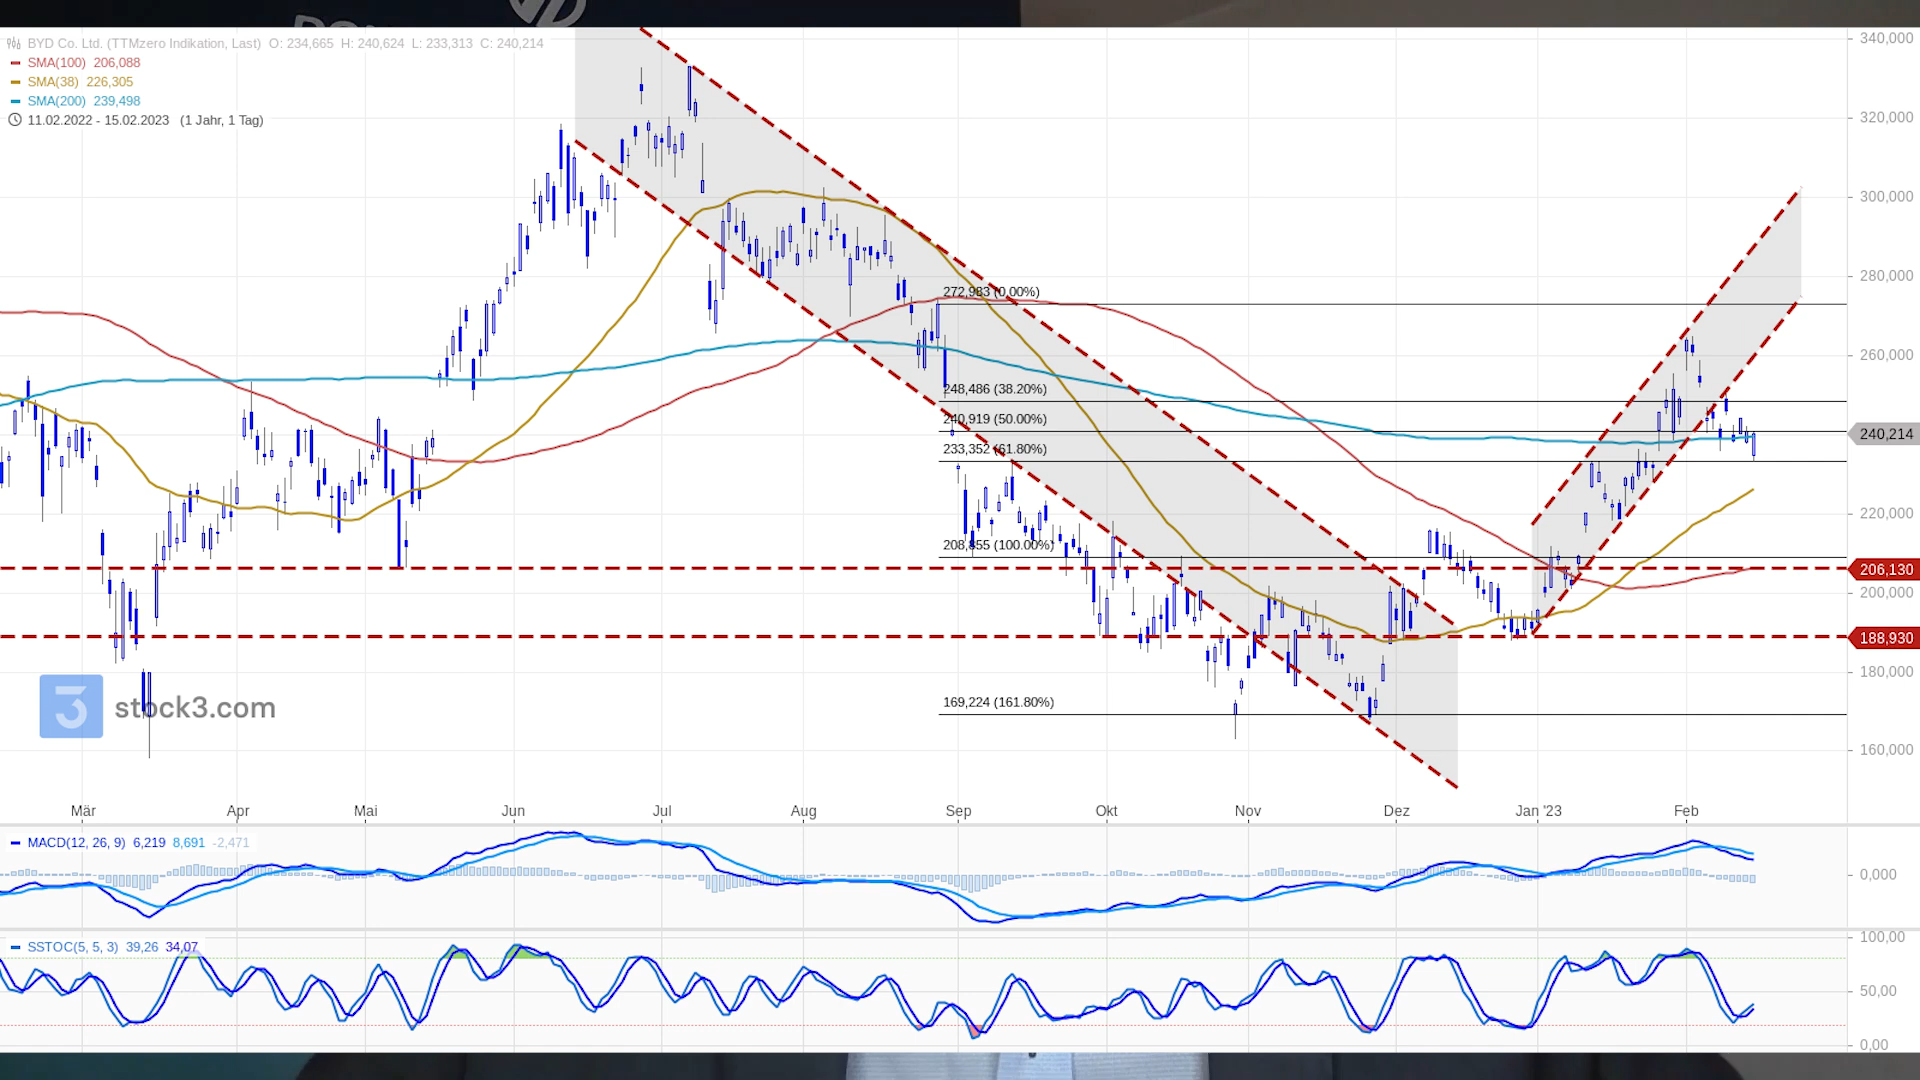 BYD Co. Ltd. (TTMzero Indikation, Last) O: 234,665 H: 240,624 L: 233,313 C: 240,214
SMA(100) 206,088
SMA(38) 226,305
SMA(200) 239,498
11.02.2022 - 15.02.2023 (1 Jahr, 1 Tag)
340,000
320,000
300,000
280,000
260,000
240,214
220,000
206,130
200,000
188,930
180,000
160,000
272,983 (0,00%)
248,486 (38.20%)
240,919 (50.00%)
233,352 (61.80%)
208,855 (100.00%)
169,224 (161.80%)
3 stock3.com
Mär Apr Mai Jun Jul Aug Sep Okt Nov Dez Jan '23 Feb
MACD(12, 26, 9) 6,219 8,691 -2,471
0,000
SSTOC(5, 5, 3) 39,26 34,07
100,00
50,00
0,00